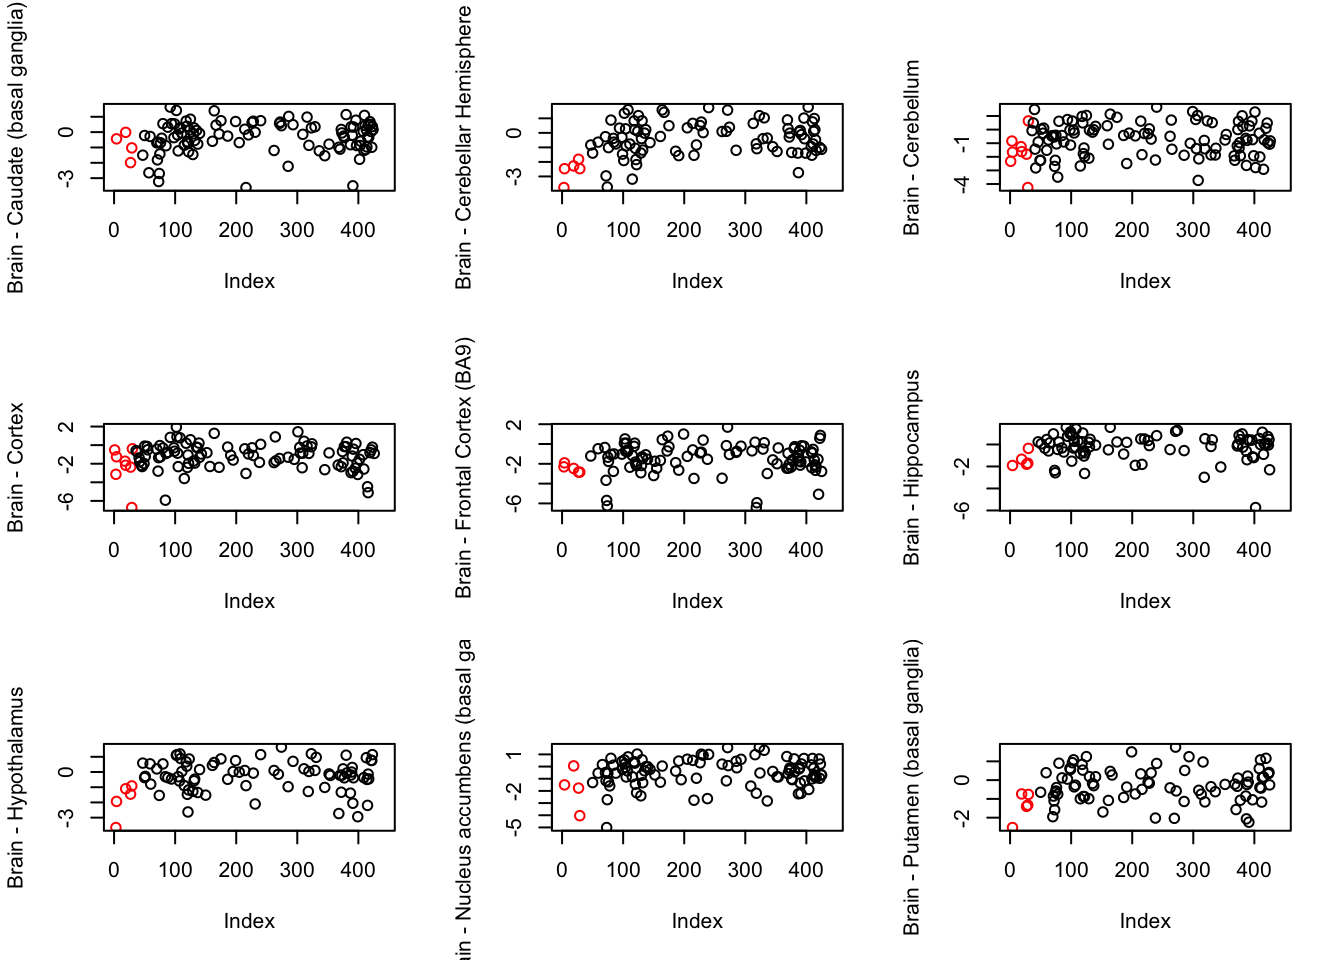 Brain - Caudate (basal ganglia)
0
-3
0 100 200 300 400
Index
Brain - Cerebellar Hemisphere
0
-3
0 100 200 300 400
Index
Brain - Cerebellum
-1
-4
0 100 200 300 400
Index
Brain - Cortex
2
-2
-6
0 100 200 300 400
Index
Brain - Frontal Cortex (BA9)
2
-2
-6
0 100 200 300 400
Index
Brain - Hippocampus
-2
-6
0 100 200 300 400
Index
Brain - Hypothalamus
0
-3
0 100 200 300 400
Index
ain - Nucleus accumbens (basal ga
1
-2
-5
0 100 200 300 400
Index
Brain - Putamen (basal ganglia)
0
-2
0 100 200 300 400
Index